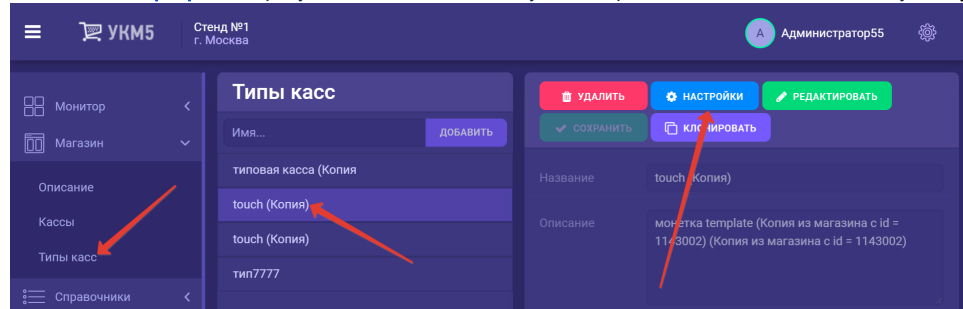 УКМ5
Стенд №1
г. Москва
А
Администратор55
Монитор
Магазин
Описание
Кассы
Типы касс
Справочники
Типы касс
Имя...
ДОБАВИТЬ
типовая касса (Копия
touch (Копия)
touch (Копия)
тип7777
УДАЛИТЬ
НАСТРОЙКИ
РЕДАКТИРОВАТЬ
СОХРАНИТЬ
КЛОНИРОВАТЬ
Название
touch (Копия)
Описание
монетка template (Копия из магазина с id =
1143002) (Копия из магазина с id = 1143002)